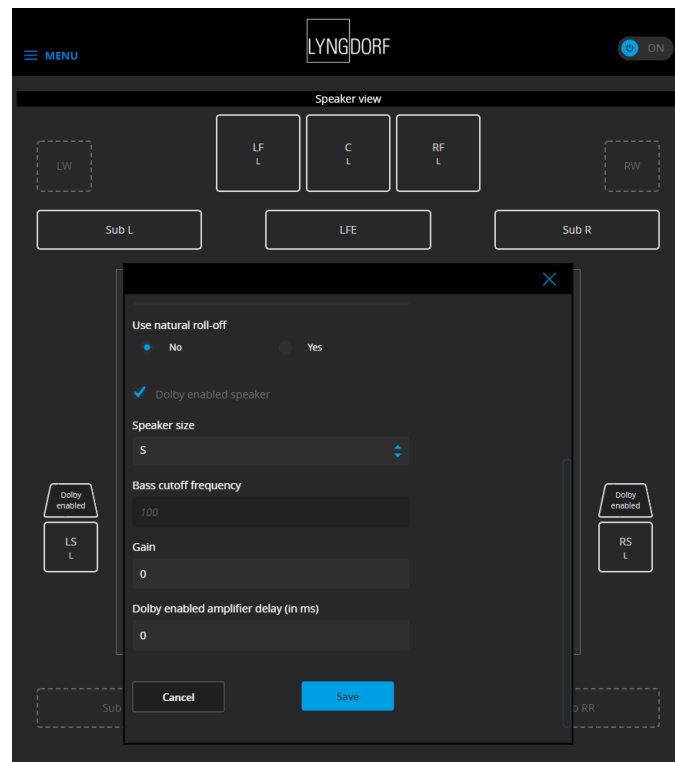 LYNGDORF
MENU
ON
Speaker view
LW
LF
L
C
L
RF
L
RW
Sub L
LFE
Sub R
Use natural roll-off
No
Yes
Dolby enabled speaker
Speaker size
S
Bass cutoff frequency
100
Gain
0
Dolby enabled amplifier delay (in ms)
0
Cancel
Save
Dolby
enabled
LS
L
Dolby
enabled
RS
L
Sub
RR